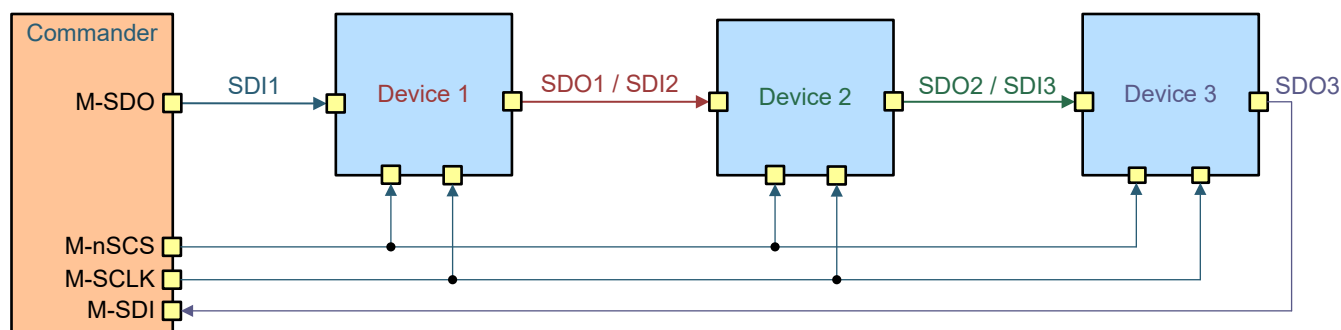 Commander
M-SDO
SDI1
Device 1
SDO1 / SDI2
Device 2
SDO2 / SDI3
Device 3
SDO3
M-nSCS
M-SCLK
M-SDI